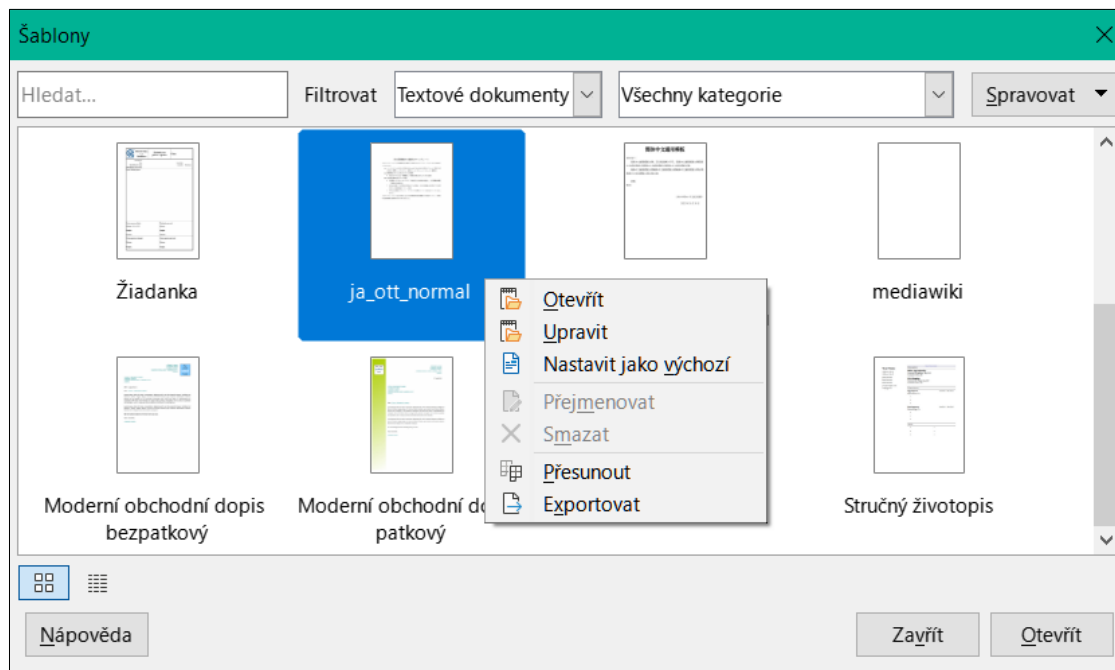 Šablony
Hledat...
Filtrovat
Textové dokumenty
Všechny kategorie
Spravovat
Žiadanka
ja_ott_normal
mediawiki
Otevřít
Upravit
Nastavit jako výchozí
Přejmenovat
Smazat
Přesunout
Exportovat
Moderní obchodní dopis
bezpatkový
Moderní obchodní
patkový
Stručný životopis
Nápověda
Zavřít
Otevřít